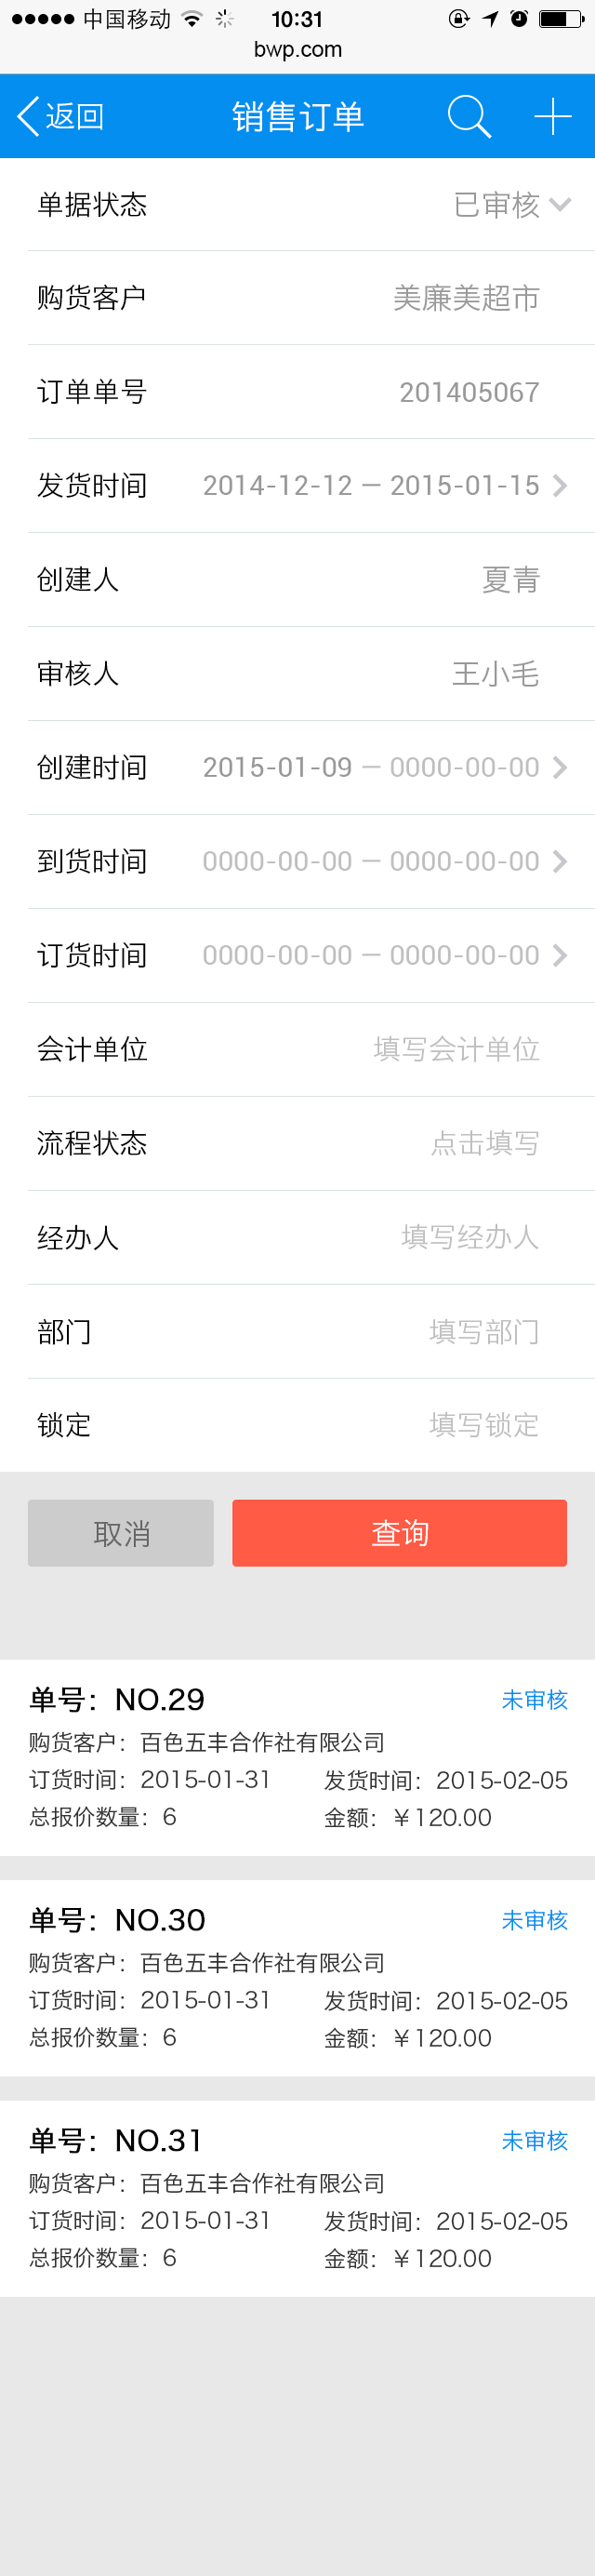 中国移动 10:31
bwp.com
返回 销售订单
单据状态 已审核
购货客户 美廉美超市
订单单号 201405067
发货时间 2014-12-12 — 2015-01-15
创建人 夏青
审核人 王小毛
创建时间 2015-01-09 — 0000-00-00
到货时间 0000-00-00 — 0000-00-00
订货时间 0000-00-00 — 0000-00-00
会计单位 填写会计单位
流程状态 点击填写
经办人 填写经办人
部门 填写部门
锁定 填写锁定
取消 查询
单号：NO.29 未审核
购货客户：百色五丰合作社有限公司
订货时间：2015-01-31 发货时间：2015-02-05
总报价数量：6 金额：￥120.00
单号：NO.30 未审核
购货客户：百色五丰合作社有限公司
订货时间：2015-01-31 发货时间：2015-02-05
总报价数量：6 金额：￥120.00
单号：NO.31 未审核
购货客户：百色五丰合作社有限公司
订货时间：2015-01-31 发货时间：2015-02-05
总报价数量：6 金额：￥120.00